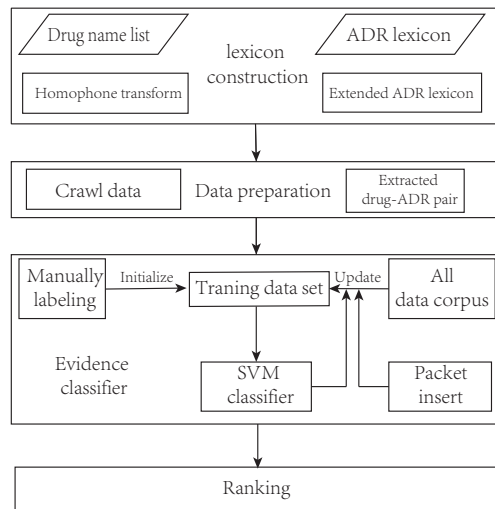 Drug name list
ADR lexicon
lexicon
construction
Homophone transform
Extended ADR lexicon
Crawl data
Data preparation
Extracted
drug-ADR pair
Manually
labeling
Initialize
Traning data set
Update
All
data corpus
Evidence
classifier
SVM
classifier
Packet
insert
Ranking